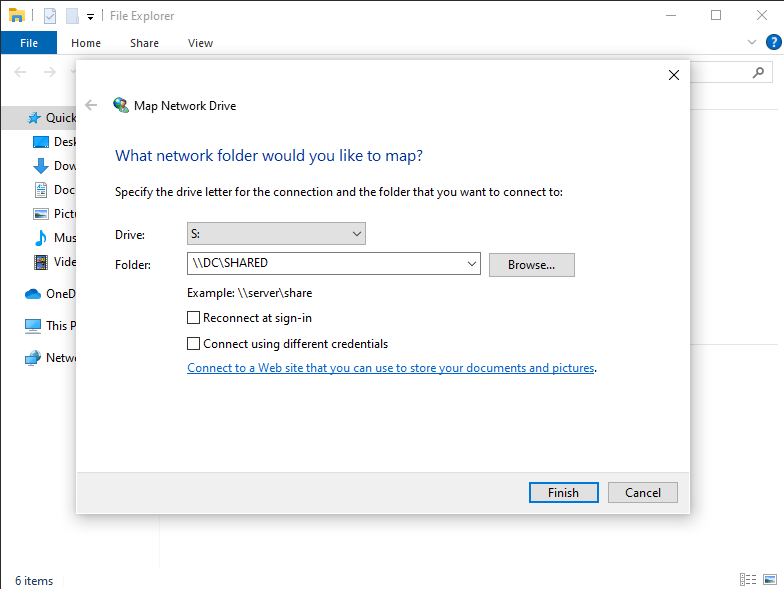 File Explorer
File Home Share View
Map Network Drive
Quick
Desk
Dow
Doc
Pictu
Mus
Vide
OneD
This P
Netwo
What network folder would you like to map?
Specify the drive letter for the connection and the folder that you want to connect to:
Drive: S:
Folder: \\DC\SHARED Browse...
Example: \\server\share
Reconnect at sign-in
Connect using different credentials
Connect to a Web site that you can use to store your documents and pictures.
Finish Cancel
6 items